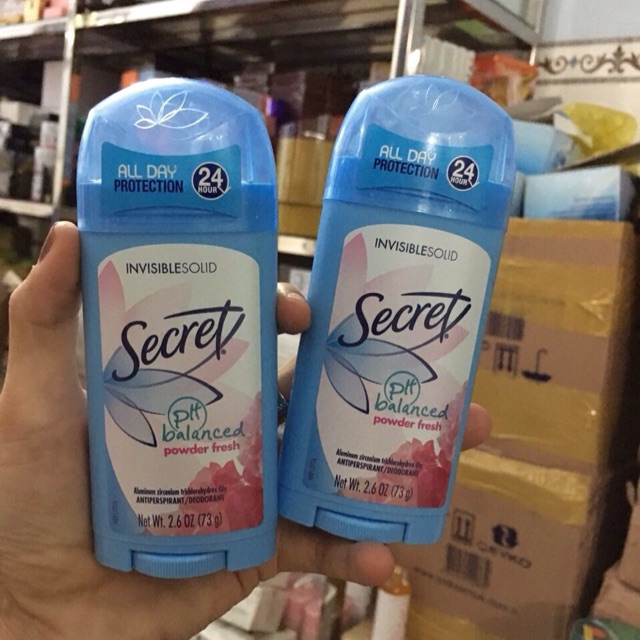 ALL DAY
PROTECTION
24
HOUR
INVISIBLESOLID
Secret
pH
balanced
powder fresh
Aluminum zirconium trichlorohydrex Gly
ANTIPERSPIRANT/DEODORANT
Net Wt. 2.6 OZ (73 g)
ALL DAY
PROTECTION
24
HOUR
INVISIBLESOLID
Secret
pH
balanced
powder fresh
Aluminum zirconium trichlorohydrex Gly
ANTIPERSPIRANT/DEODORANT
Net Wt. 2.6 OZ (73 g)